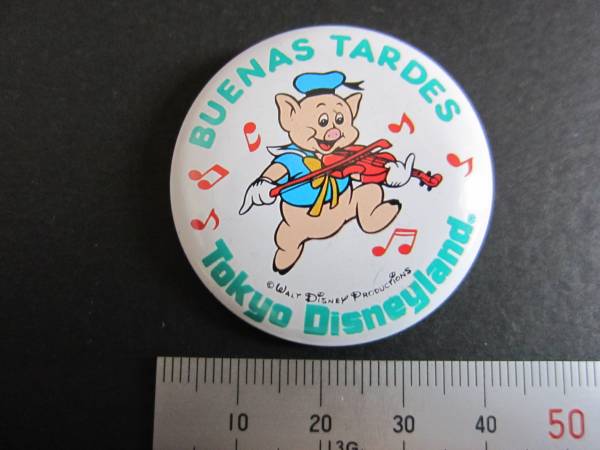 BUENAS TARDES
© WALT DISNEY PRODUCTIONS
Tokyo Disneyland®
10 20 30 40 50